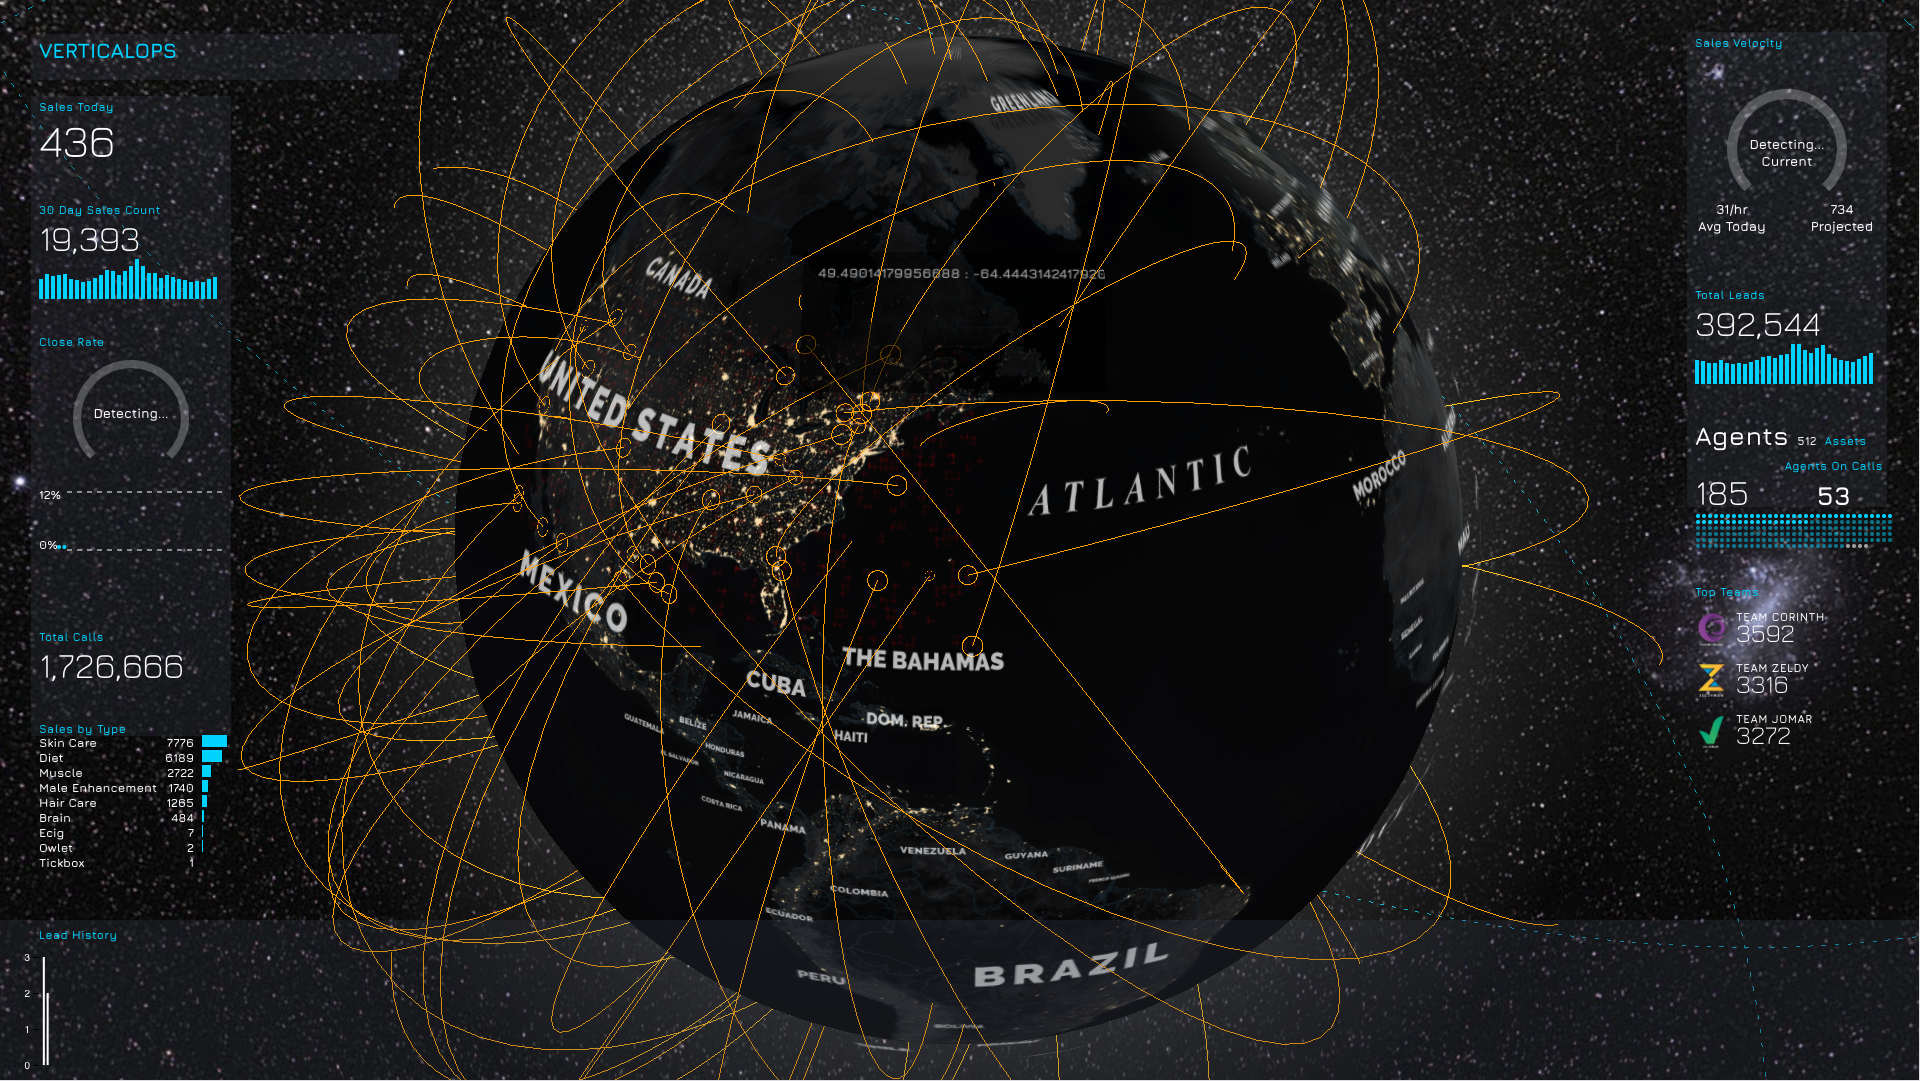 VERTICALOPS
Sales Today
436
30 Day Sales Count
19,393
Close Rate
Detecting...
12%
0%
Total Calls
1,726,666
Sales by Type
Skin Care 7776
Diet 6189
Muscle 2722
Male Enhancement 1740
Hair Care 1265
Brain 484
Ecig 7
Owlet 2
Tickbox 1
Lead History
3
2
1
0
GREENLAND
CANADA
49.49014179956688 : -64.444314241792
UNITED STATES
ATLANTIC
MOROCCO
MALI
MEXICO
THE BAHAMAS
CUBA
DOM. REP.
HAITI
JAMAICA
BELIZE
GUATEMALA
HONDURAS
EL SALVADOR
NICARAGUA
COSTA RICA
PANAMA
VENEZUELA
GUYANA
SURINAME
FRENCH GUIANA
COLOMBIA
ECUADOR
PERU
BRAZIL
BOLIVIA
SENEGAL
Sales Velocity
Detecting...
Current
31/hr 734
Avg Today Projected
Total Leads
392,544
Agents 512 Assets
Agents On Calls
185 53
Top Teams
TEAM CORINTH
3592
TEAM ZELDY
3316
TEAM JOMAR
3272